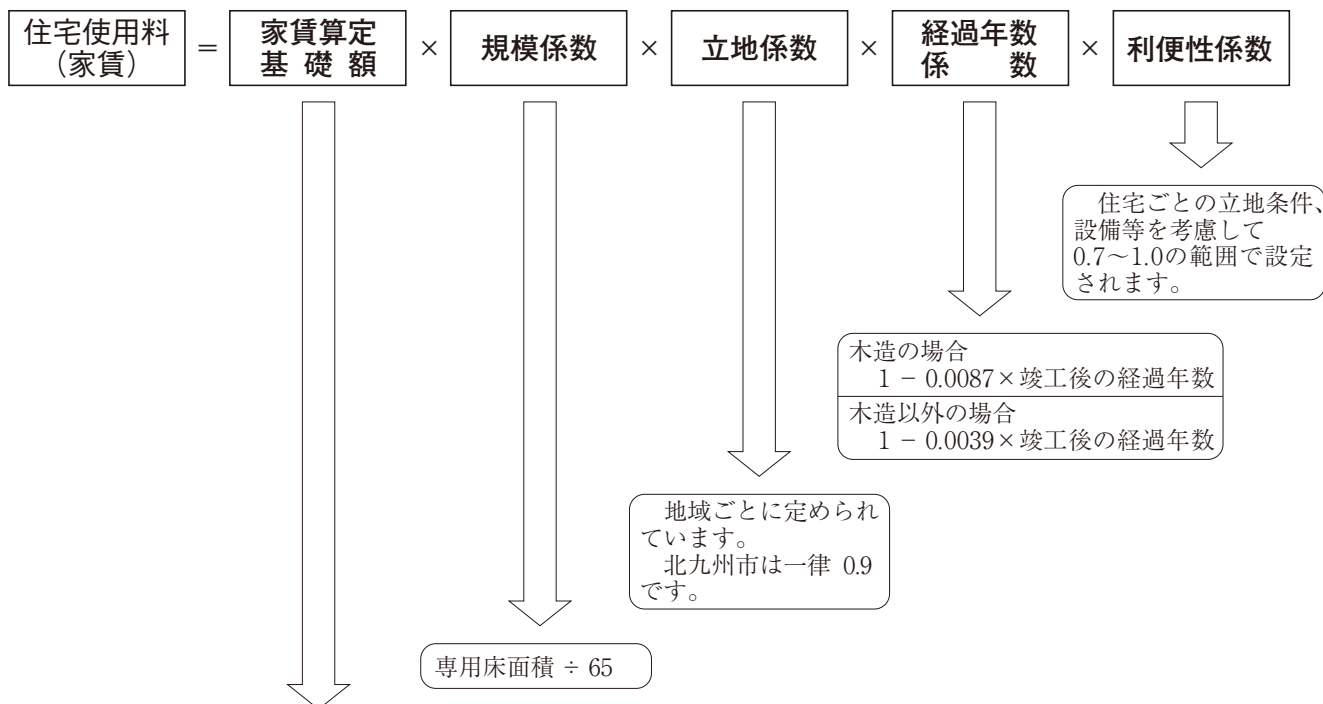 住宅使用料
（家賃）
＝
家賃算定
基礎額
×
規模係数
×
立地係数
×
経過年数
係数
×
利便性係数
住宅ごとの立地条件、
設備等を考慮して
0.7～1.0の範囲で設定
されます。
木造の場合
1 − 0.0087×竣工後の経過年数
木造以外の場合
1 − 0.0039×竣工後の経過年数
地域ごとに定められ
ています。
北九州市は一律 0.9
です。
専用床面積 ÷ 65